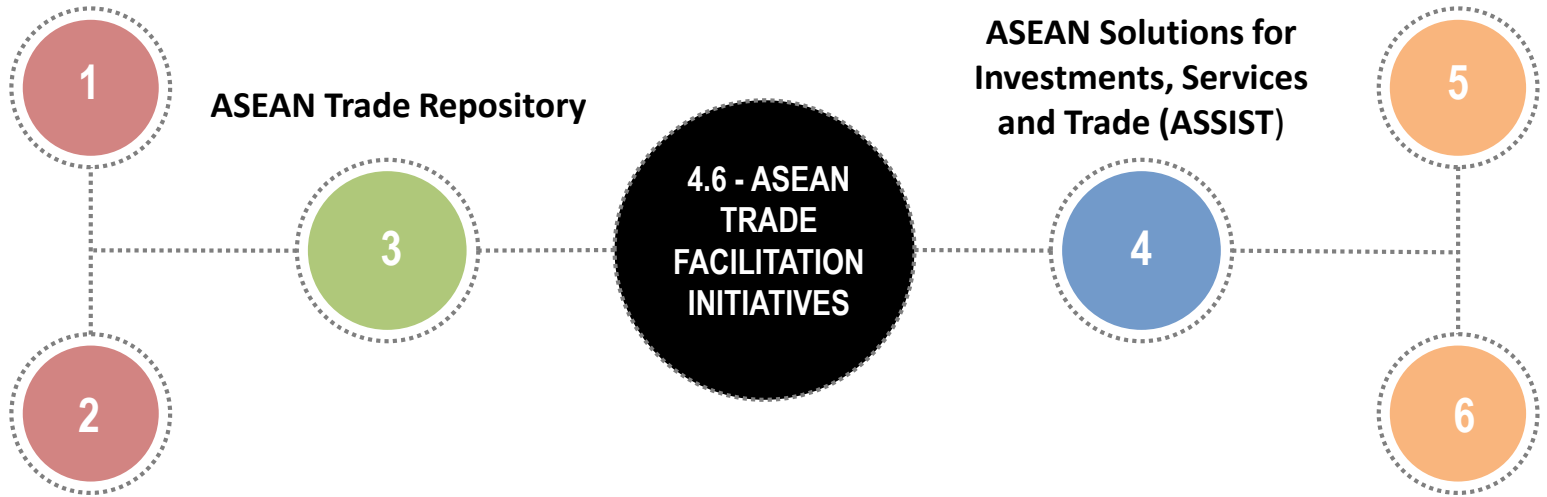 1
ASEAN Trade Repository
3
2
4.6 - ASEAN
TRADE
FACILITATION
INITIATIVES
ASEAN Solutions for
Investments, Services
and Trade (ASSIST)
4
5
6